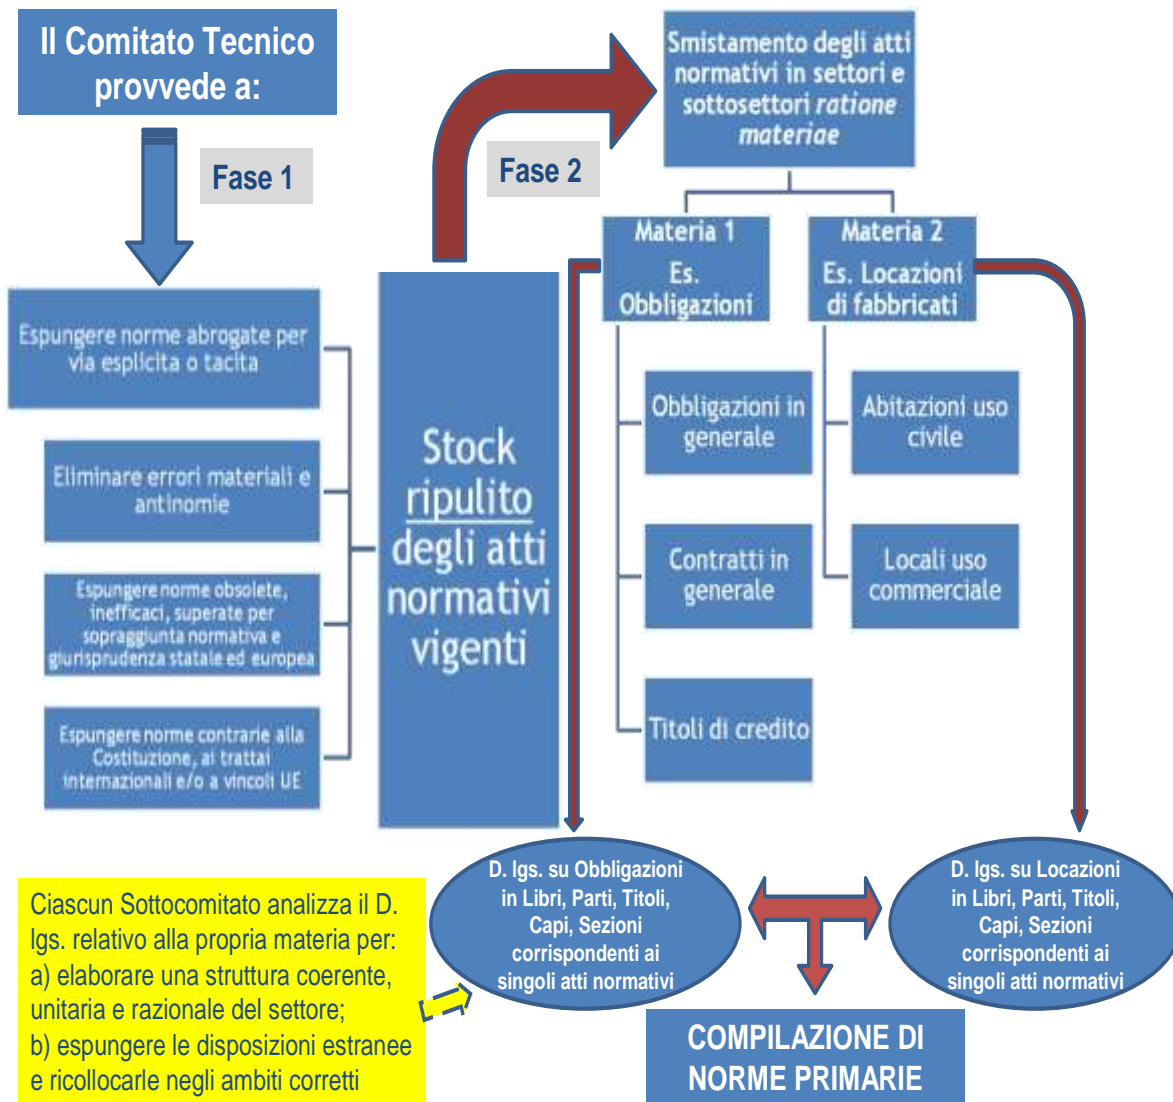 Il Comitato Tecnico
provvede a:
Fase 1
Espungere norme abrogate per
via esplicita o tacita
Eliminare errori materiali e
antinomie
Espungere norme obsolete,
inefficaci, superate per
sopraggiunta normativa e
giurisprudenza statale ed europea
Espungere norme contrarie alla
Costituzione, ai trattai
internazionali e/o a vincoli UE
Stock
ripulito
degli atti
normativi
vigenti
Fase 2
Smistamento degli atti
normativi in settori e
sottosettori ratione
materiae
Materia 1
Es.
Obbligazioni
Obbligazioni in
generale
Contratti in
generale
Titoli di credito
Materia 2
Es. Locazioni
di fabbricati
Abitazioni uso
civile
Locali uso
commerciale
Ciascun Sottocomitato analizza il D.
lgs. relativo alla propria materia per:
a) elaborare una struttura coerente,
unitaria e razionale del settore;
b) espungere le disposizioni estranee
e ricollocarle negli ambiti corretti
D. lgs. su Obbligazioni
in Libri, Parti, Titoli,
Capi, Sezioni
corrispondenti ai
singoli atti normativi
D. lgs. su Locazioni
in Libri, Parti, Titoli,
Capi, Sezioni
corrispondenti ai
singoli atti normativi
COMPILAZIONE DI
NORME PRIMARIE